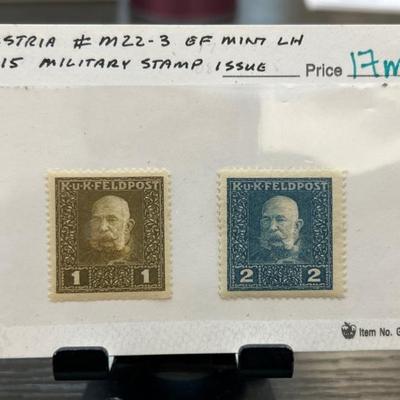 STRIA # M22-3 EF MINT LH
15 MILITARY STAMP ISSUE Price 17
K.u.K.FELDPOST
1 1
K.u.K.FELDPOST
2 2
Item No. G